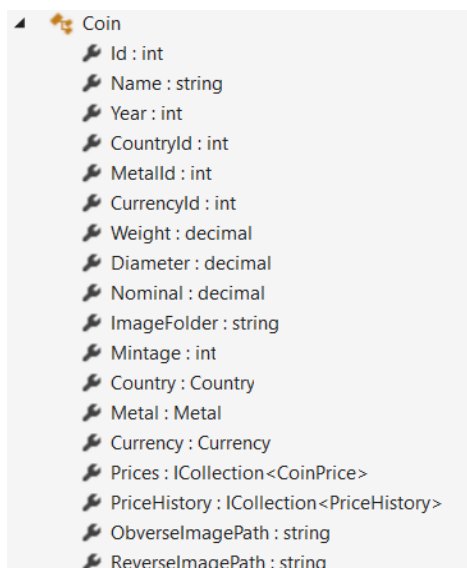 Coin
Id : int
Name : string
Year : int
CountryId : int
MetalId : int
CurrencyId : int
Weight : decimal
Diameter : decimal
Nominal : decimal
ImageFolder : string
Mintage : int
Country : Country
Metal : Metal
Currency : Currency
Prices : ICollection<CoinPrice>
PriceHistory : ICollection<PriceHistory>
ObverseImagePath : string
ReverseImagePath : string